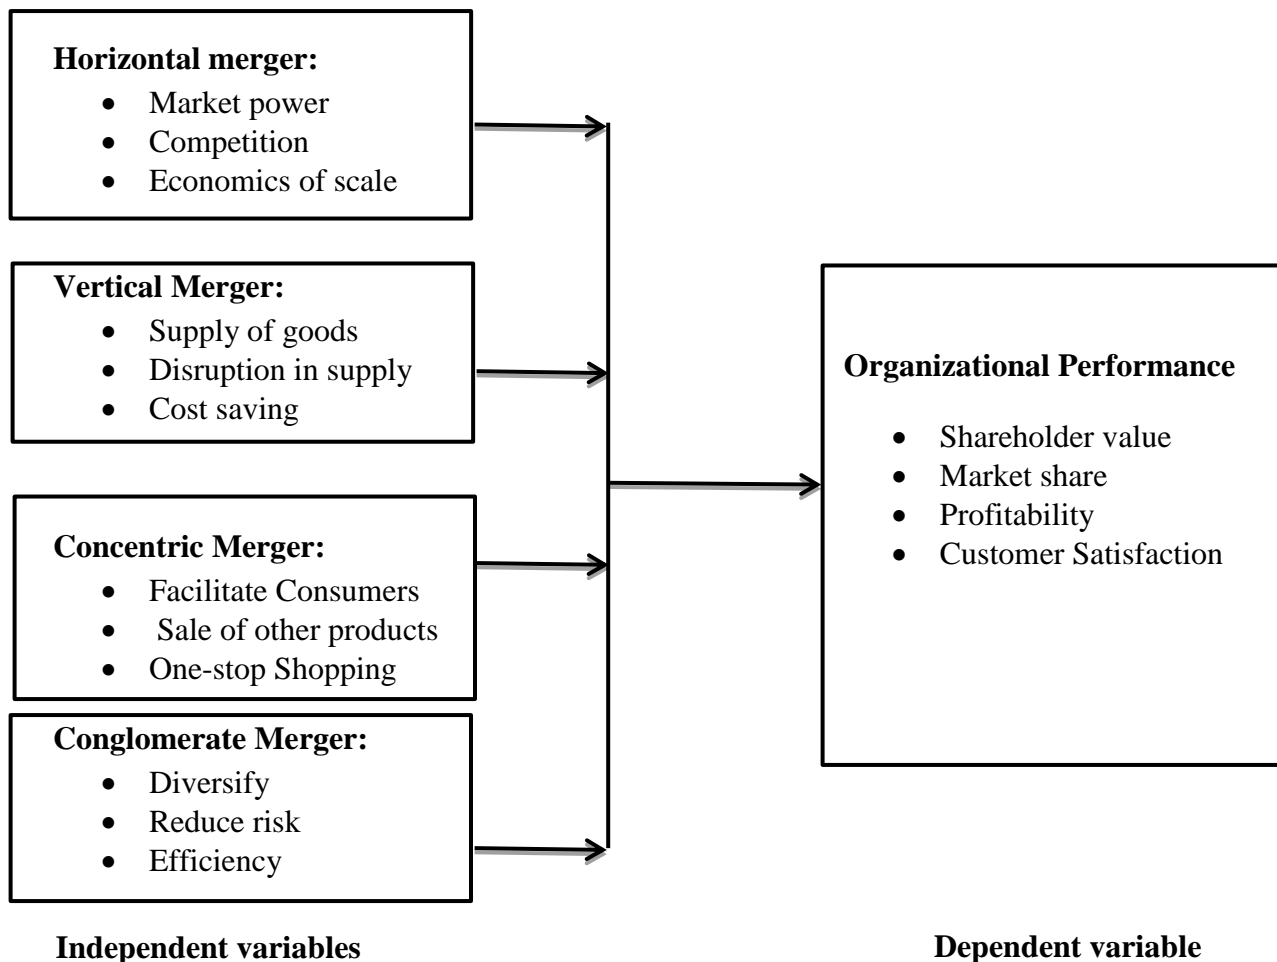 Horizontal merger:
• Market power
• Competition
• Economics of scale
Vertical Merger:
• Supply of goods
• Disruption in supply
• Cost saving
Concentric Merger:
• Facilitate Consumers
• Sale of other products
• One-stop Shopping
Conglomerate Merger:
• Diversify
• Reduce risk
• Efficiency
Independent variables
Organizational Performance
• Shareholder value
• Market share
• Profitability
• Customer Satisfaction
Dependent variable